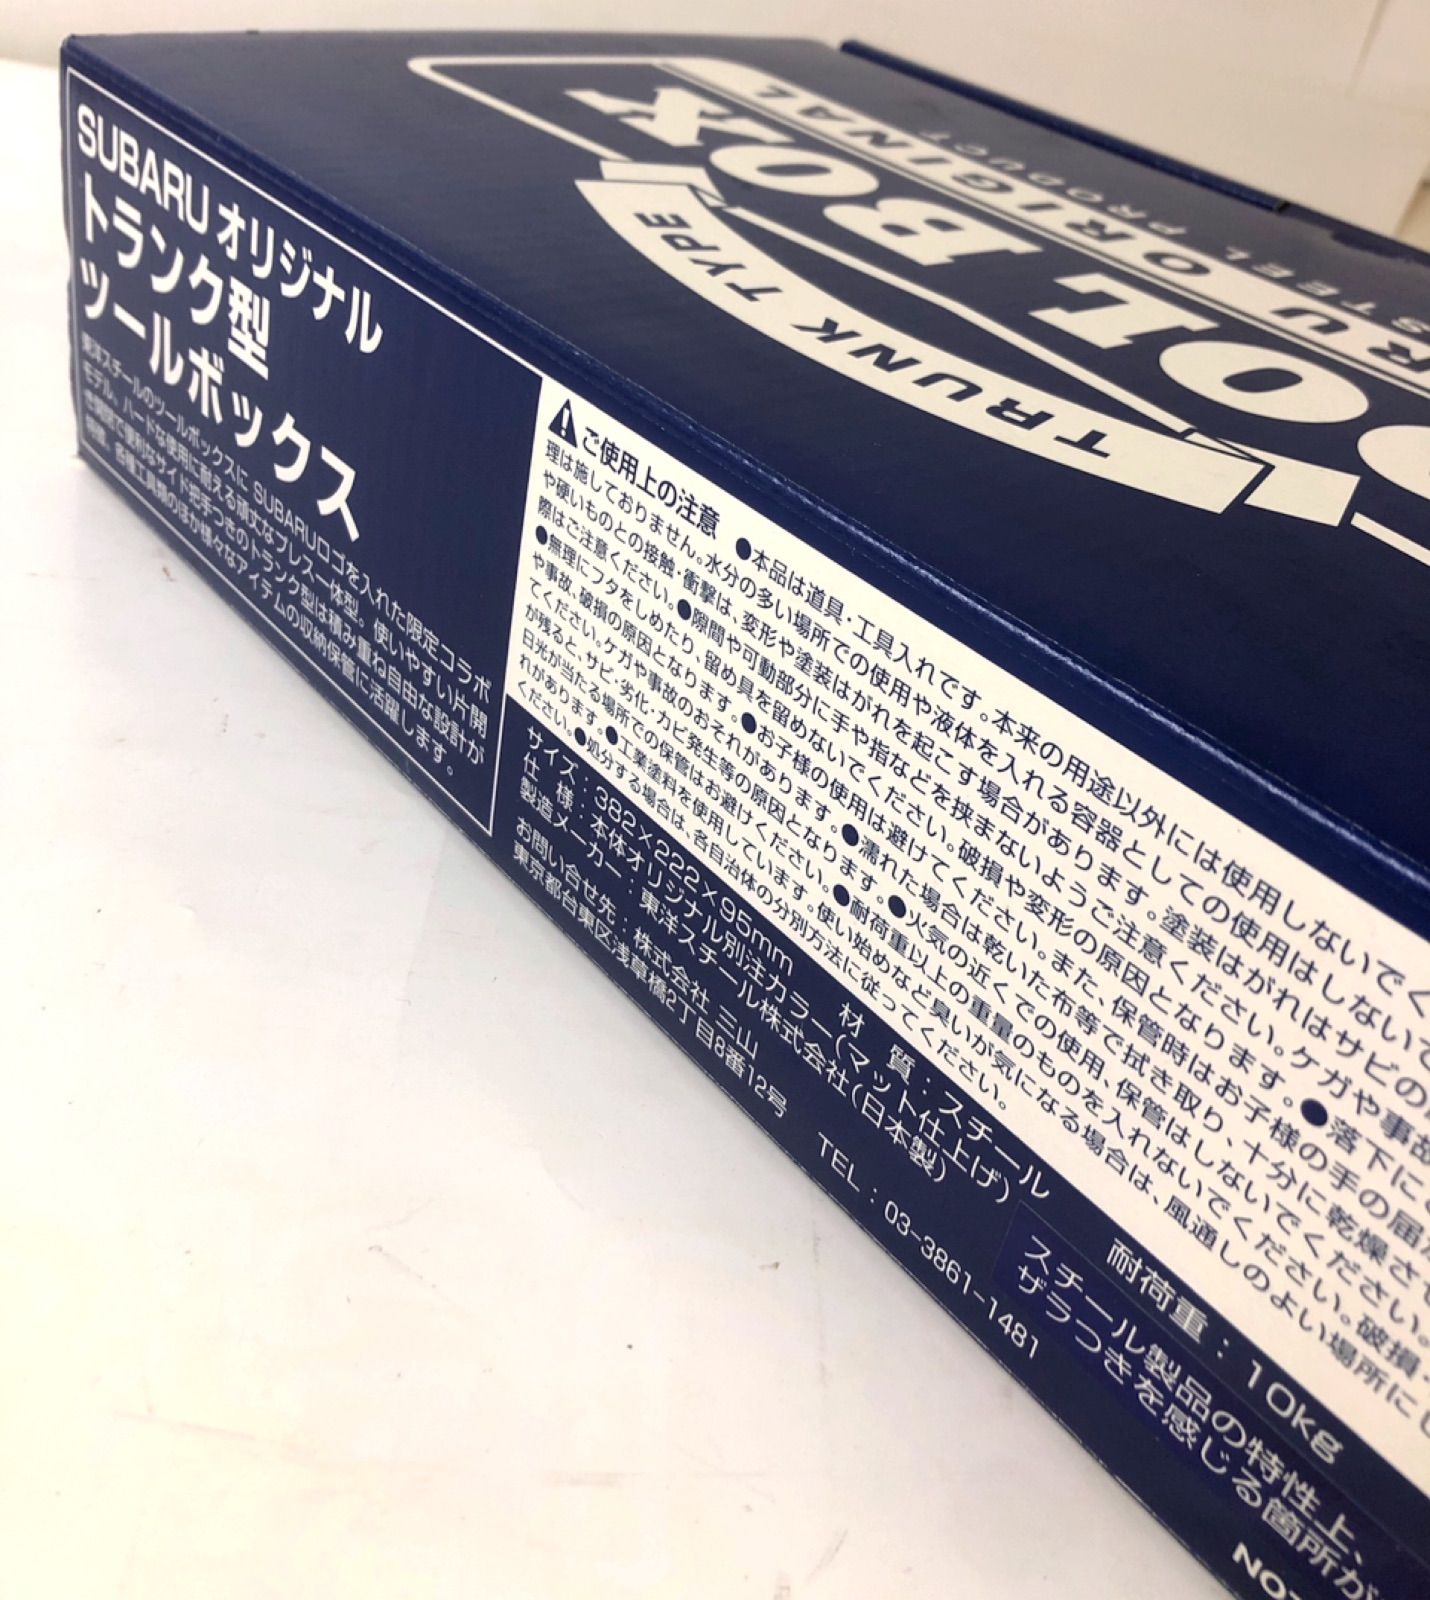 SUBARUオリジナル
トランク型
ツールボックス
東洋スチールのツールボックスに SUBARUロゴを入れた限定コラボ
モデル。ハードな使用に耐える頑丈なプレス一体型。使いやすい片開
き開閉で便利なサイド把手つきのトランク型は積み重ね自由な設計が
特徴。各種工具類のほか様々なアイテムの収納保管に活躍します。
TRUNK TYPE
OL BOX
RU ORIGINAL
STEEL PRODUCT
ご使用上の注意 ●本品は道具・工具入れです。本来の用途以外には使用しないでく
理は施しておりません。水分の多い場所での使用や液体を入れる容器としての使用はしないで
や硬いものとの接触・衝撃は、変形や塗装はがれを起こす場合があります。塗装はがれはサビの
際はご注意ください。●隙間や可動部分に手や指などを挟まないようご注意ください。ケガや事故
●無理にフタをしめたり、留め具を留めないでください。破損や変形の原因となります。●落下に
や事故、破損の原因となります。●お子様の使用は避けてください。また、保管時はお子様の手の届
てください。ケガや事故のおそれがあります。●濡れた場合は乾いた布等で拭き取り、十分に乾燥させ
が残ると、サビ・劣化・カビ発生等の原因となります。●火気の近くでの使用、保管はしないでください。
日光が当たる場所での保管はお避けください。●耐荷重以上の重量のものを入れないでください。破損・
れがあります。●工業塗料を使用しています。使い始めなど臭いが気になる場合は、風通しのよい場所に
ください。●処分する場合は、各自治体の分別方法に従ってください。
サイズ：382×222×95mm 材 質：スチール 耐荷重：10kg
仕 様：本体オリジナル別注カラー(マット仕上げ)
製造メーカー：東洋スチール株式会社(日本製)
お問い合せ先：株式会社 三山
東京都台東区浅草橋2丁目8番12号 TEL：03-3861-1481
スチール製品の特性上、
ザラつきを感じる箇所が